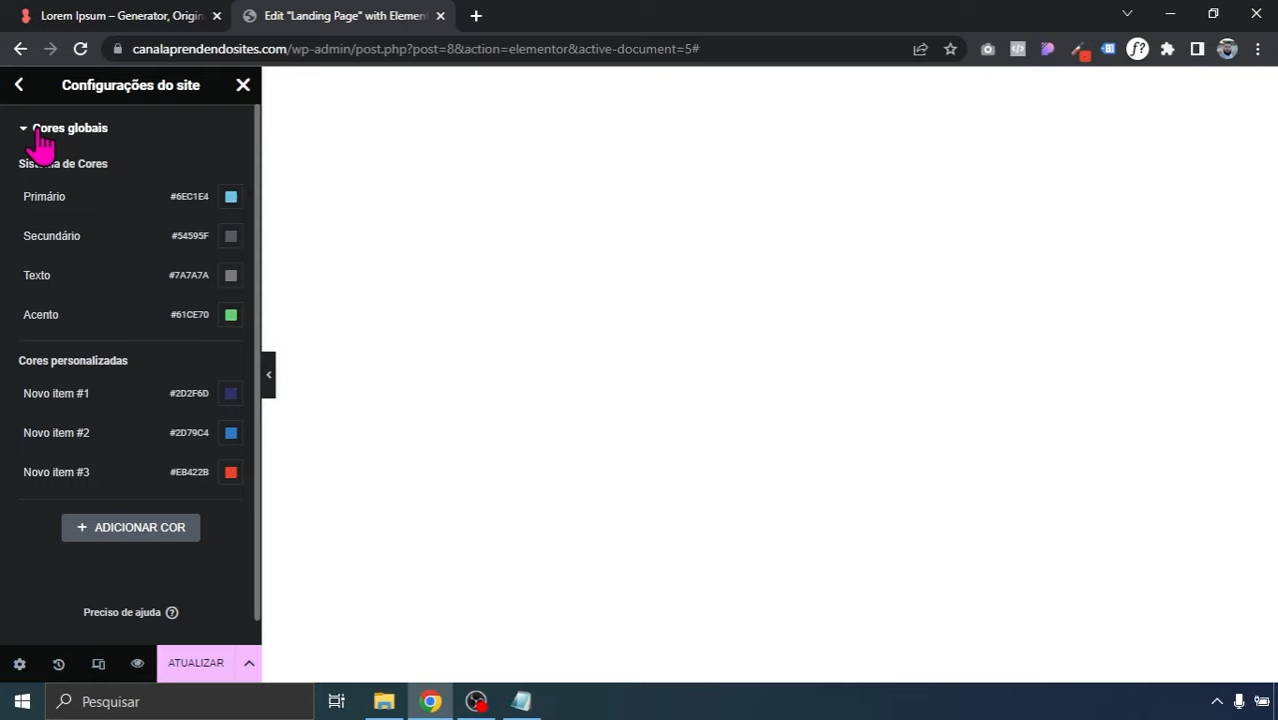 Lorem Ipsum – Generator, Origin
Edit "Landing Page" with Element
canalaprendendosites.com/wp-admin/post.php?post=8&action=elementor&active-document=5#
f?
Configurações do site
Cores globais
Sistema de Cores
Primário #6EC1E4
Secundário #54595F
Texto #7A7A7A
Acento #61CE70
Cores personalizadas
Novo item #1 #2D2F6D
Novo item #2 #2D79C4
Novo item #3 #EB422B
+ ADICIONAR COR
Preciso de ajuda ?
ATUALIZAR
Pesquisar